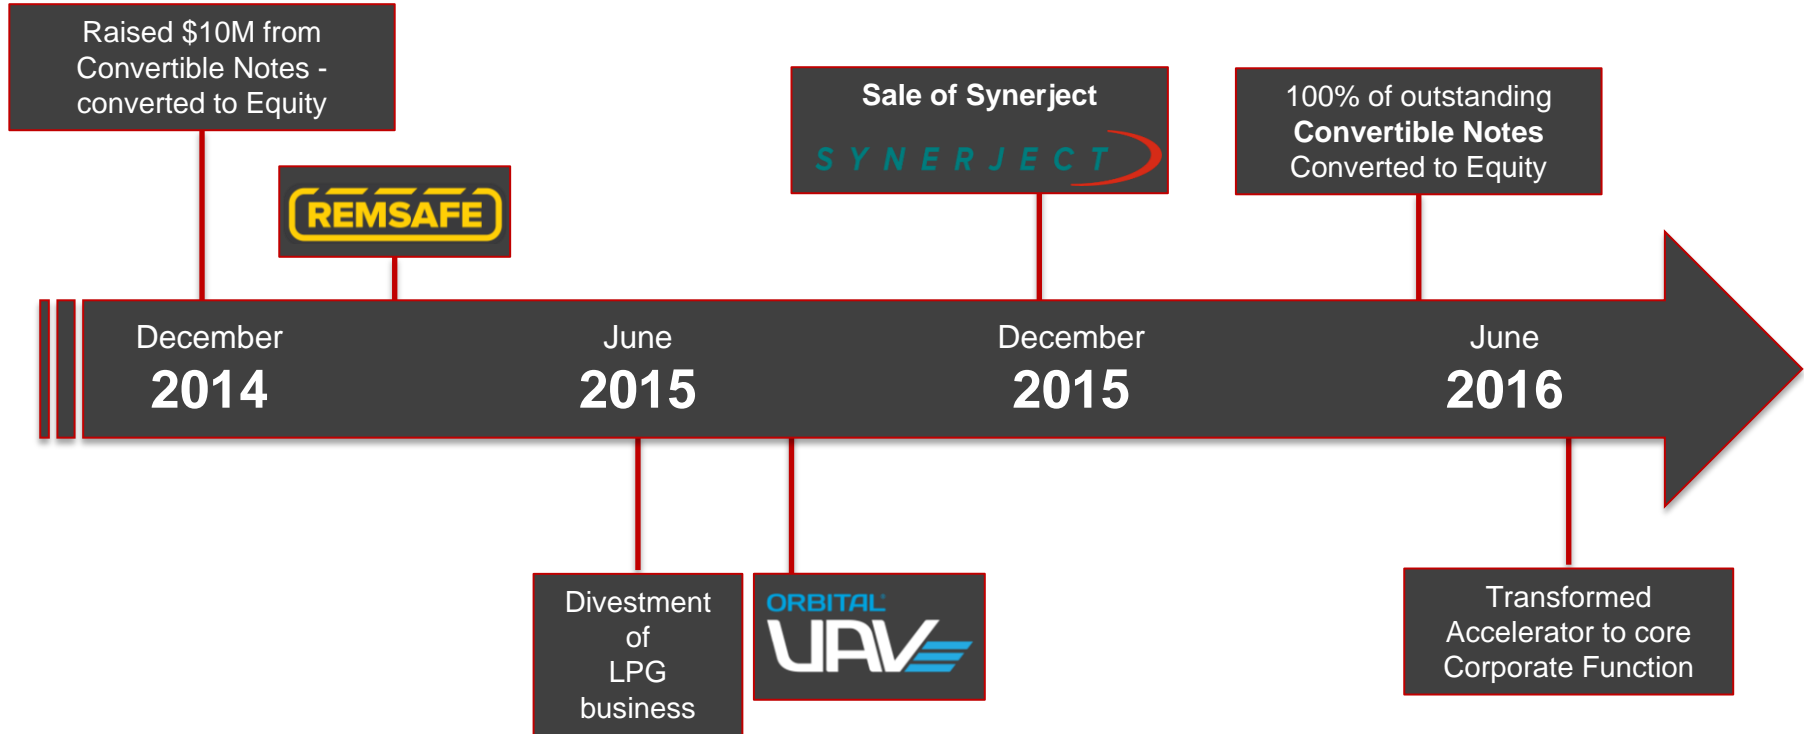 Raised $10M from
Convertible Notes -
converted to Equity
REMSAFE
Sale of Synerject
SYNERJECT
100% of outstanding
Convertible Notes
Converted to Equity
December
2014
June
2015
December
2015
June
2016
Divestment
of
LPG
business
ORBITAL®
UAV
Transformed
Accelerator to core
Corporate Function